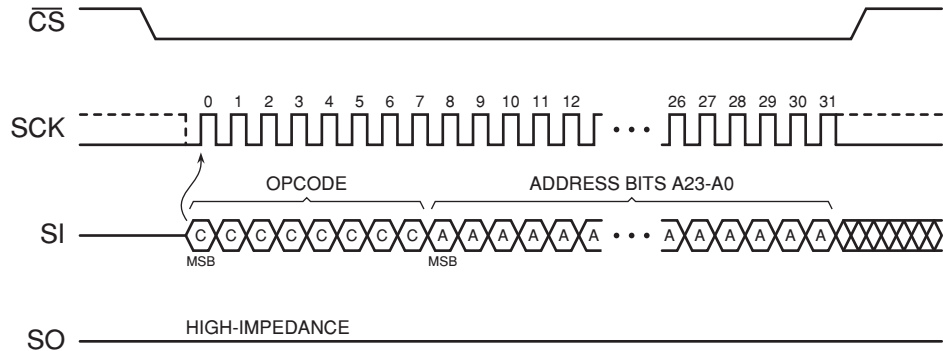 CS
0 1 2 3 4 5 6 7 8 9 10 11 12 26 27 28 29 30 31
SCK
OPCODE ADDRESS BITS A23-A0
SI C C C C C C C C A A A A A A A A A A A A
MSB MSB
HIGH-IMPEDANCE
SO